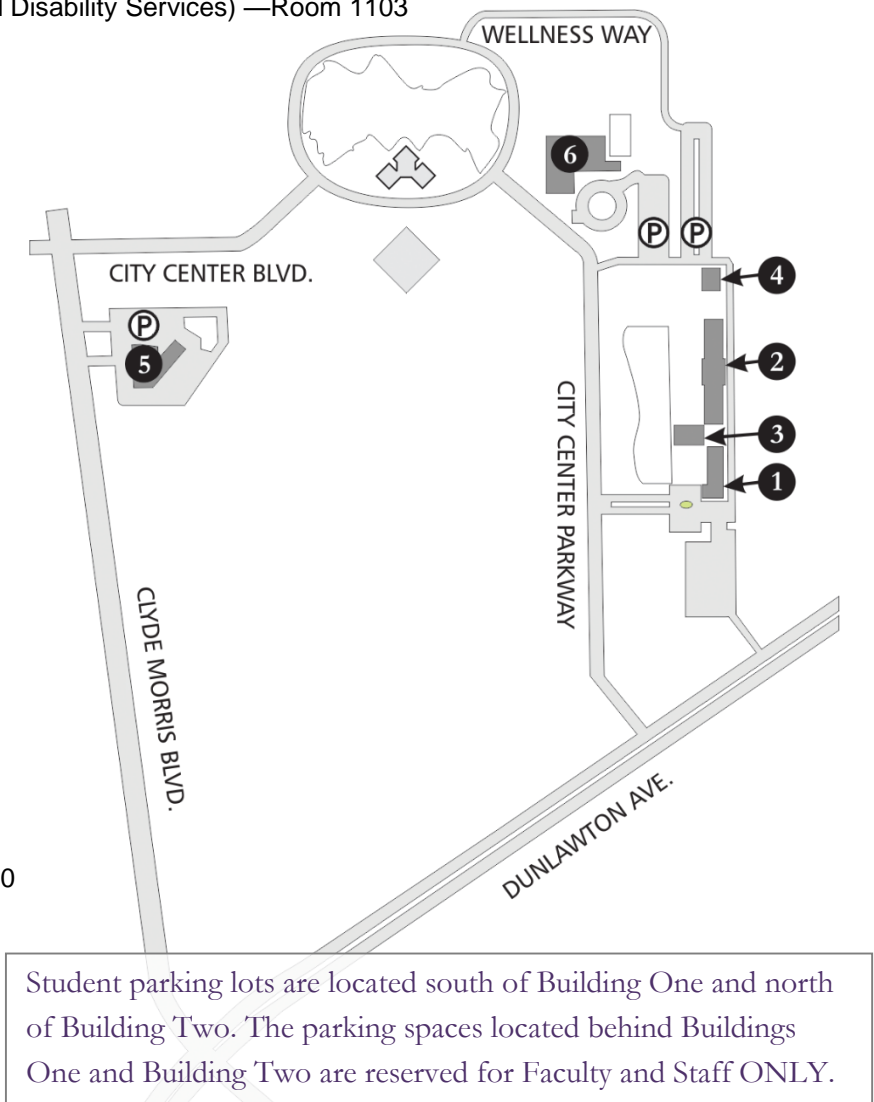 Disability Services) —Room 1103
WELLNESS WAY
6
P P
4
CITY CENTER BLVD.
P
5
2
3
1
CITY CENTER PARKWAY
CLYDE MORRIS BLVD.
DUNLAWTON AVE.
0
Student parking lots are located south of Building One and north
of Building Two. The parking spaces located behind Buildings
One and Building Two are reserved for Faculty and Staff ONLY.